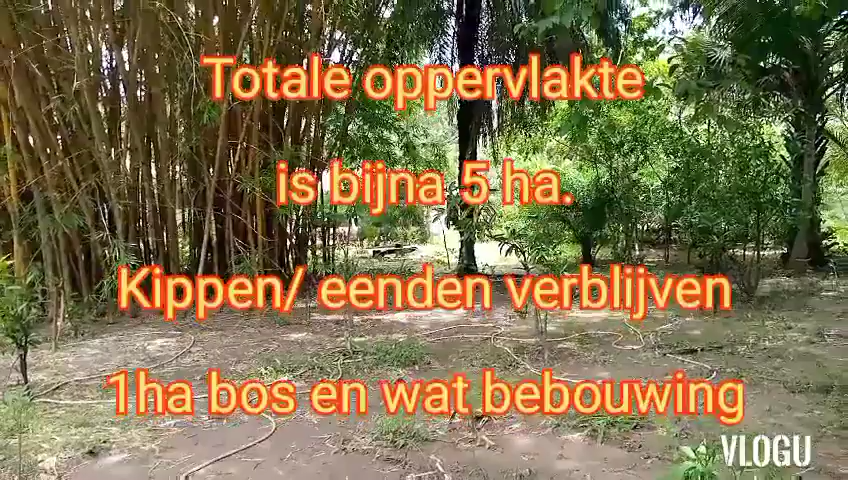 Totale oppervlakte
is bijna 5 ha.
Kippen/ eenden verblijven
1ha bos en wat bebouwing
VLOGU